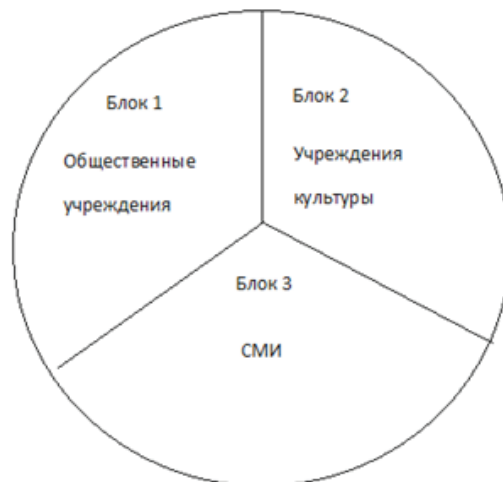 Блок 1
Общественные
учреждения
Блок 2
Учреждения
культуры
Блок 3
СМИ